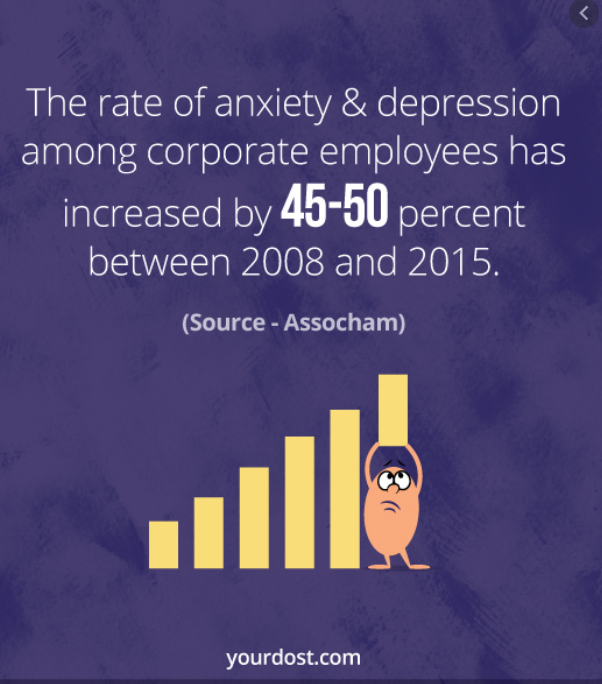 The rate of anxiety & depression
among corporate employees has
increased by 45-50 percent
between 2008 and 2015.
(Source - Assocham)
yourdost.com